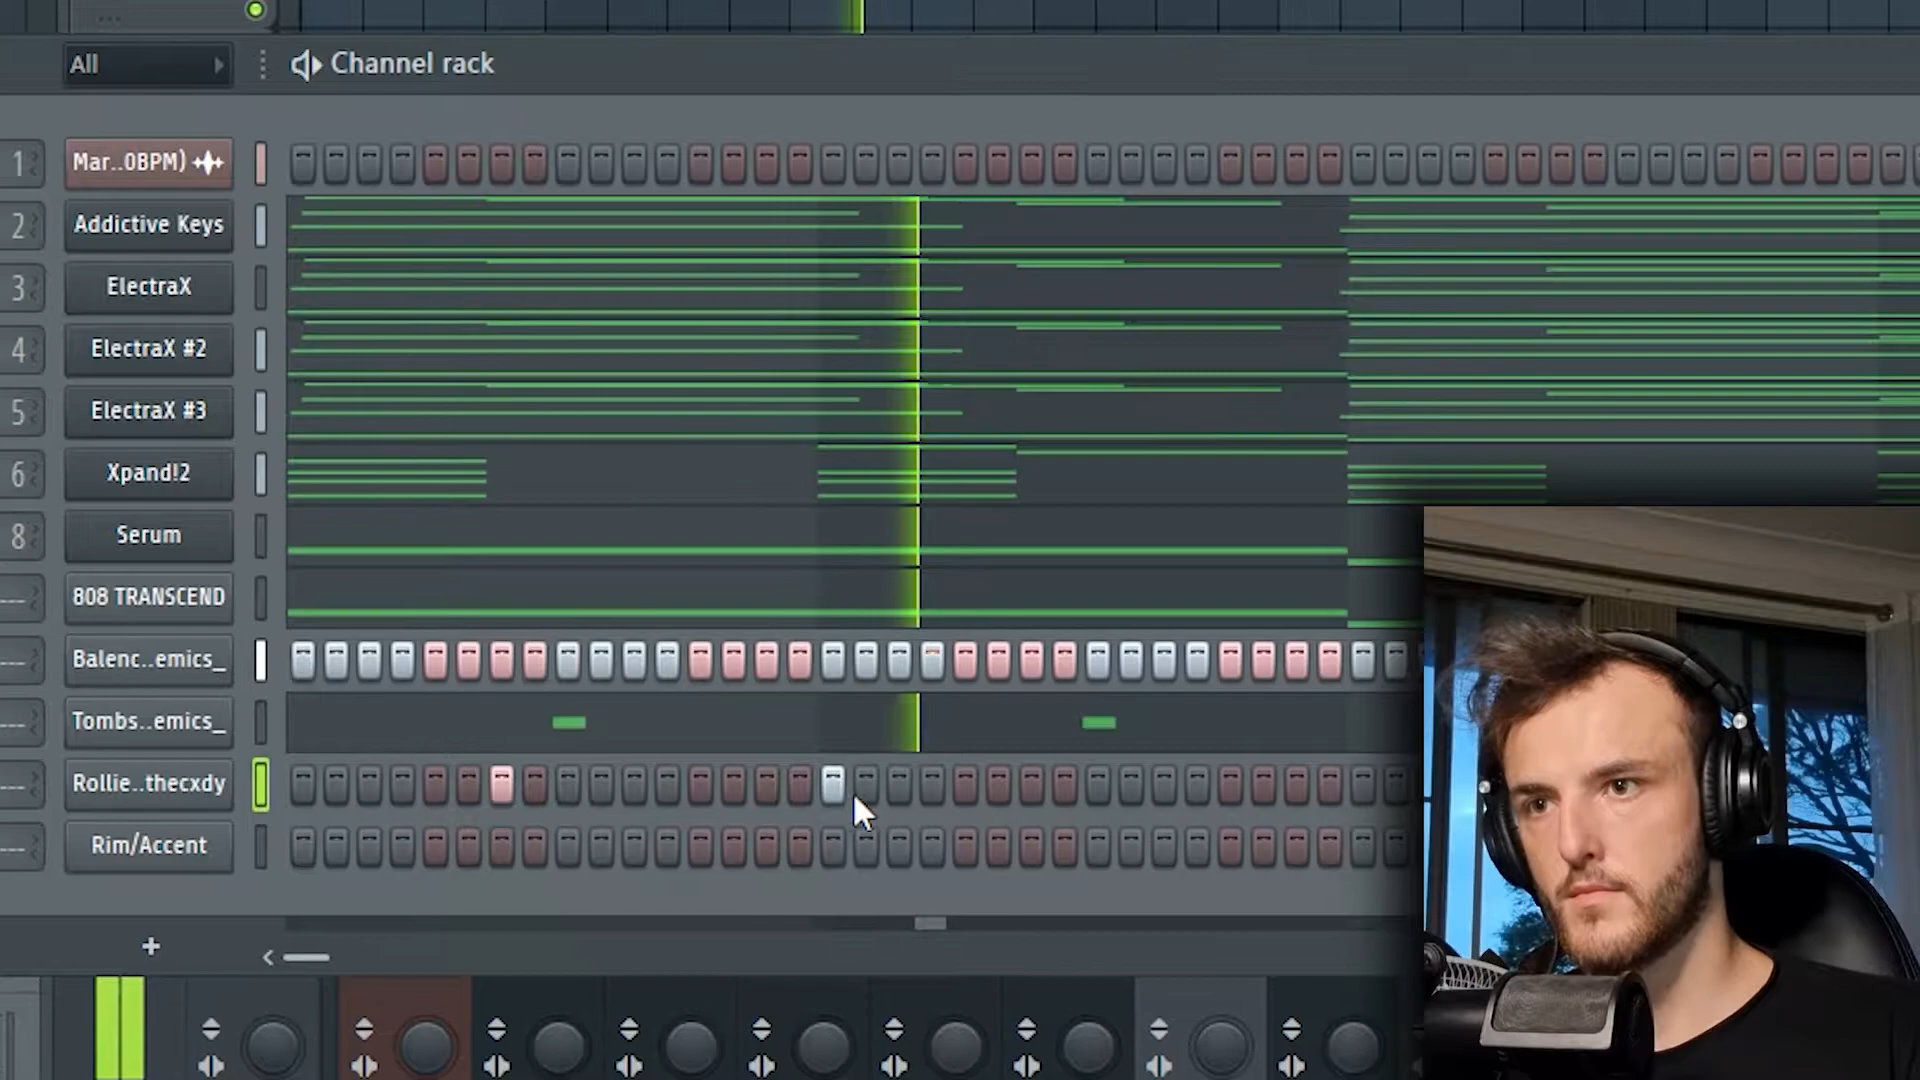 All
Channel rack
1
Mar..0BPM)
2
Addictive Keys
3
ElectraX
4
ElectraX #2
5
ElectraX #3
6
Xpand!2
8
Serum
---
808 TRANSCEND
---
Balenc..emics_
---
Tombs..emics_
---
Rollie..thecxdy
---
Rim/Accent
+